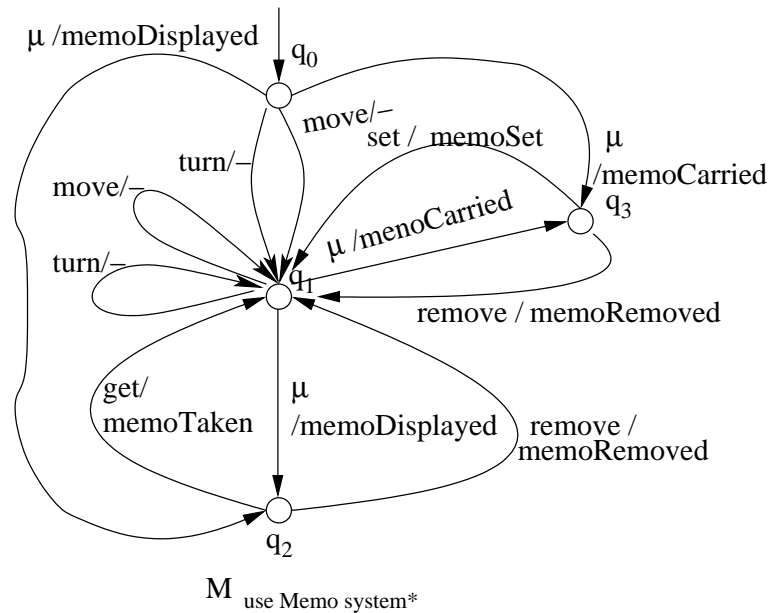 μ /memoDisplayed
q0
move/–
set / memoSet
μ
/memoCarried
turn/–
move/–
q3
μ /menoCarried
turn/–
q1
remove / memoRemoved
get/
memoTaken
μ
/memoDisplayed
remove /
memoRemoved
q2
M use Memo system*